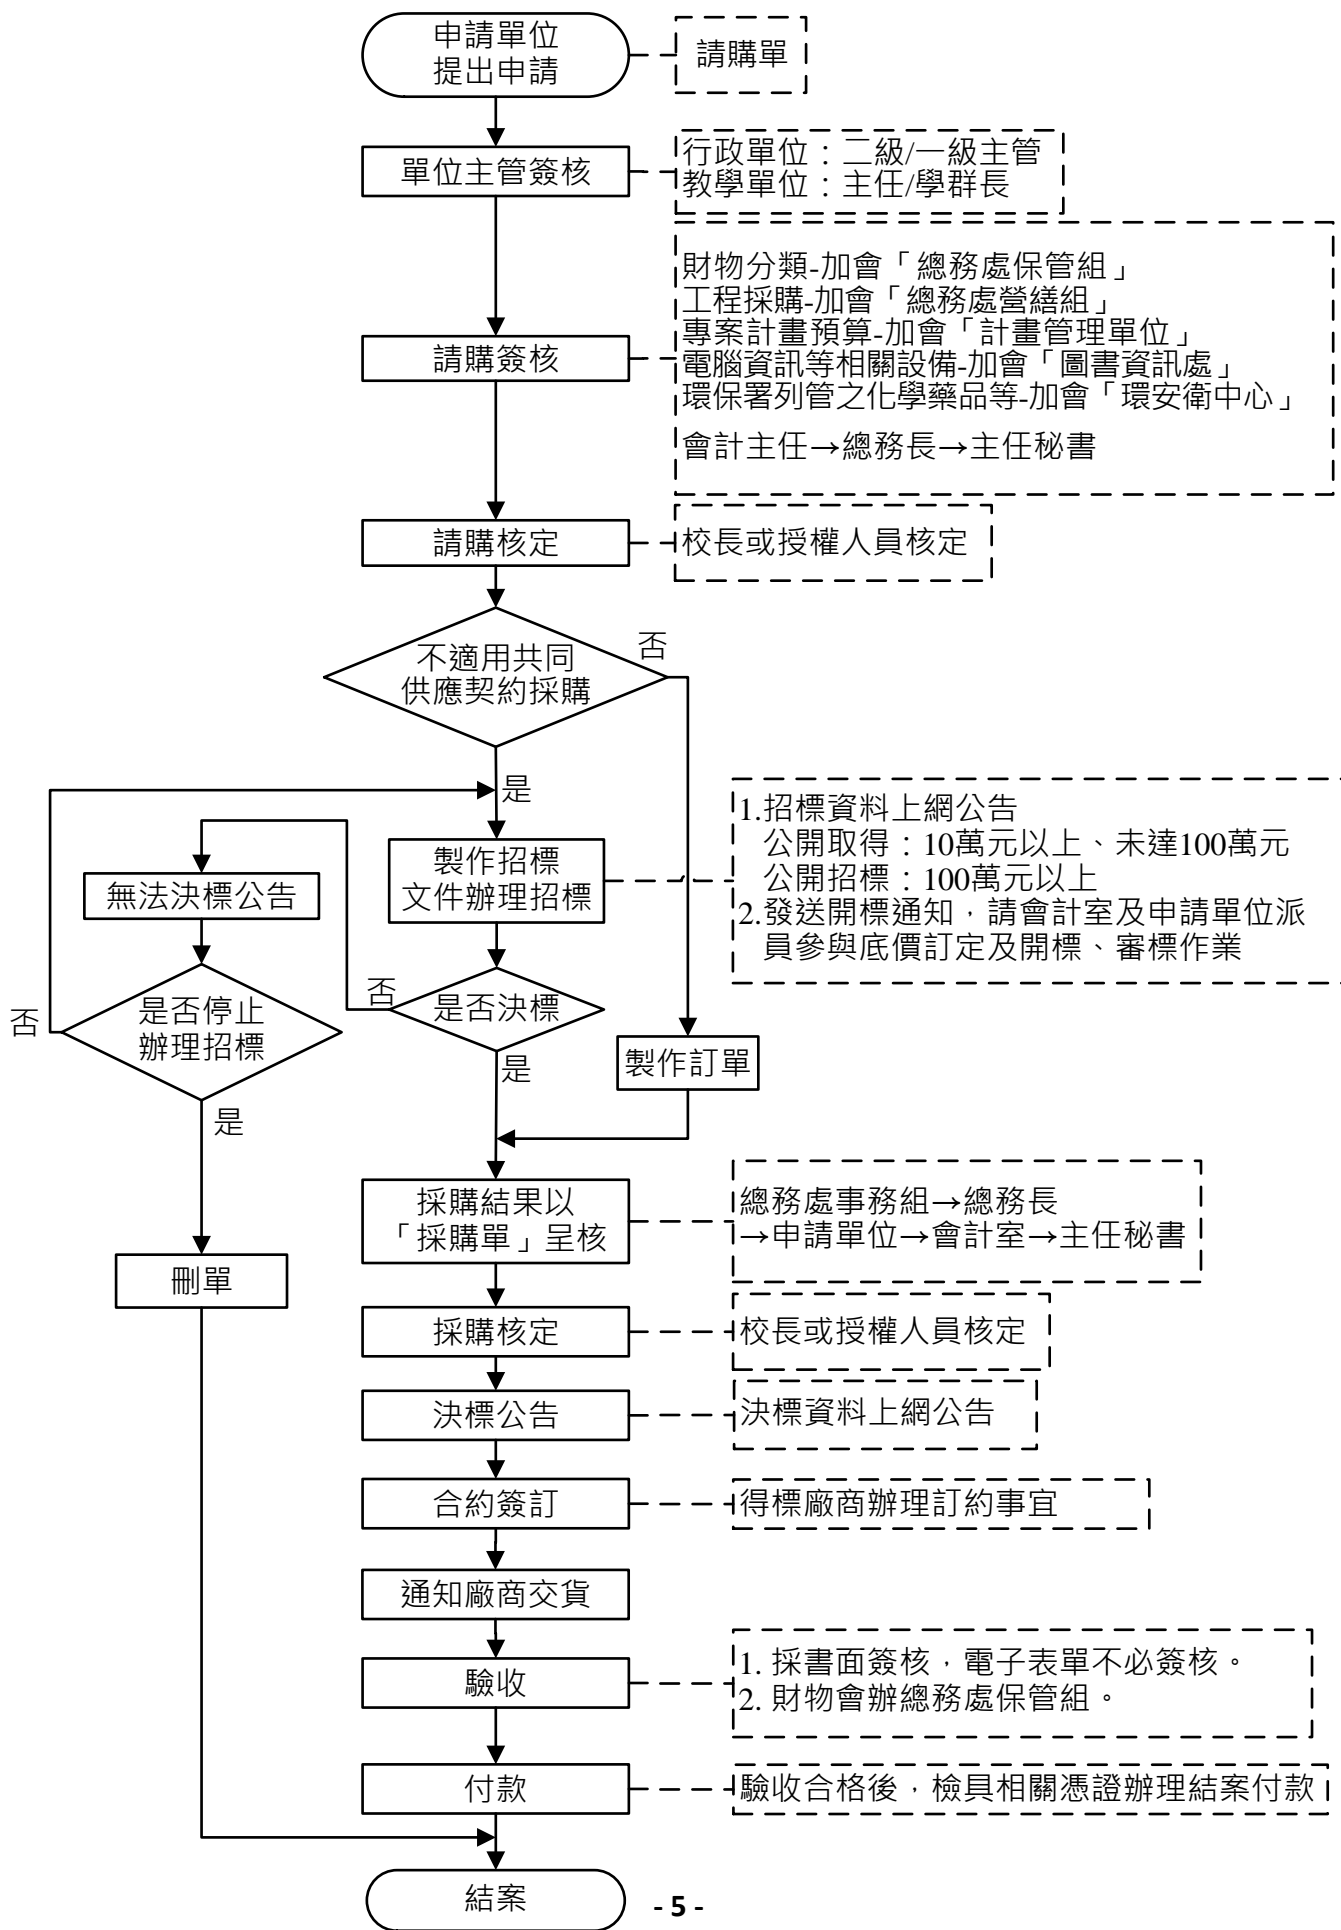 申請單位
提出申請
請購單
單位主管簽核
行政單位：二級/一級主管
教學單位：主任/學群長
請購簽核
財物分類-加會「總務處保管組」
工程採購-加會「總務處營繕組」
專案計畫預算-加會「計畫管理單位」
電腦資訊等相關設備-加會「圖書資訊處」
環保署列管之化學藥品等-加會「環安衛中心」
會計主任→總務長→主任秘書
請購核定
校長或授權人員核定
不適用共同
供應契約採購
否
是
製作招標
文件辦理招標
1.招標資料上網公告
公開取得：10萬元以上、未達100萬元
公開招標：100萬元以上
2.發送開標通知，請會計室及申請單位派
員參與底價訂定及開標、審標作業
無法決標公告
是否決標
否
是
是否停止
辦理招標
否
是
製作訂單
採購結果以
「採購單」呈核
總務處事務組→總務長
→申請單位→會計室→主任秘書
刪單
採購核定
校長或授權人員核定
決標公告
決標資料上網公告
合約簽訂
得標廠商辦理訂約事宜
通知廠商交貨
驗收
1. 採書面簽核，電子表單不必簽核。
2. 財物會辦總務處保管組。
付款
驗收合格後，檢具相關憑證辦理結案付款
結案
- 5 -